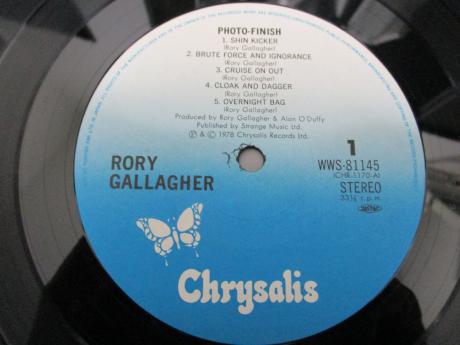 PHOTO-FINISH
1. SHIN KICKER
(Rory Gallagher)
2. BRUTE FORCE AND IGNORANCE
(Rory Gallagher)
3. CRUISE ON OUT
(Rory Gallagher)
4. CLOAK AND DAGGER
(Rory Gallagher)
5. OVERNIGHT BAG
(Rory Gallagher)
Produced by Rory Gallagher & Alan O'Duffy
Published by Strange Music Ltd.
℗ & © 1978 Chrysalis Records Ltd.
RORY
GALLAGHER
1
WWS-81145
(CHR-1170-A)
STEREO
33⅓ r.p.m.
Chrysalis